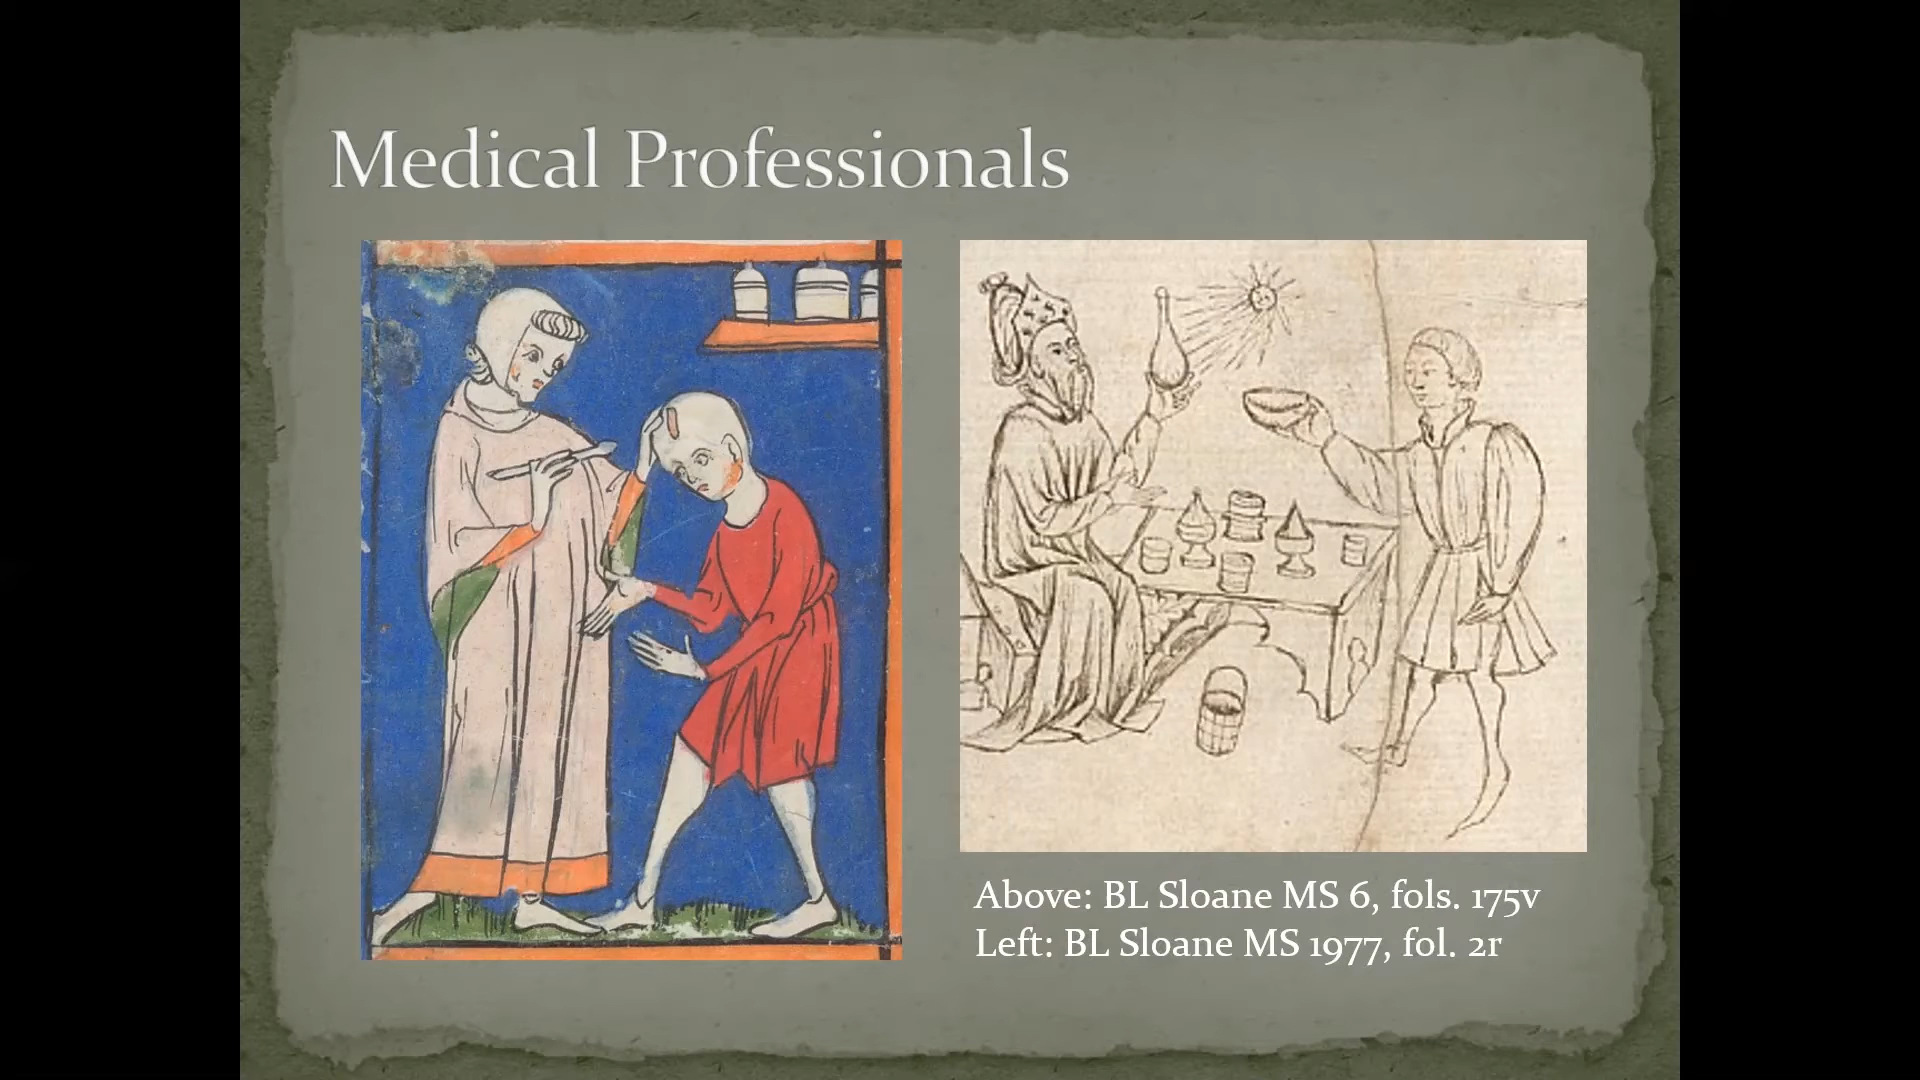 Medical Professionals
Above: BL Sloane MS 6, fols. 175v
Left: BL Sloane MS 1977, fol. 2r